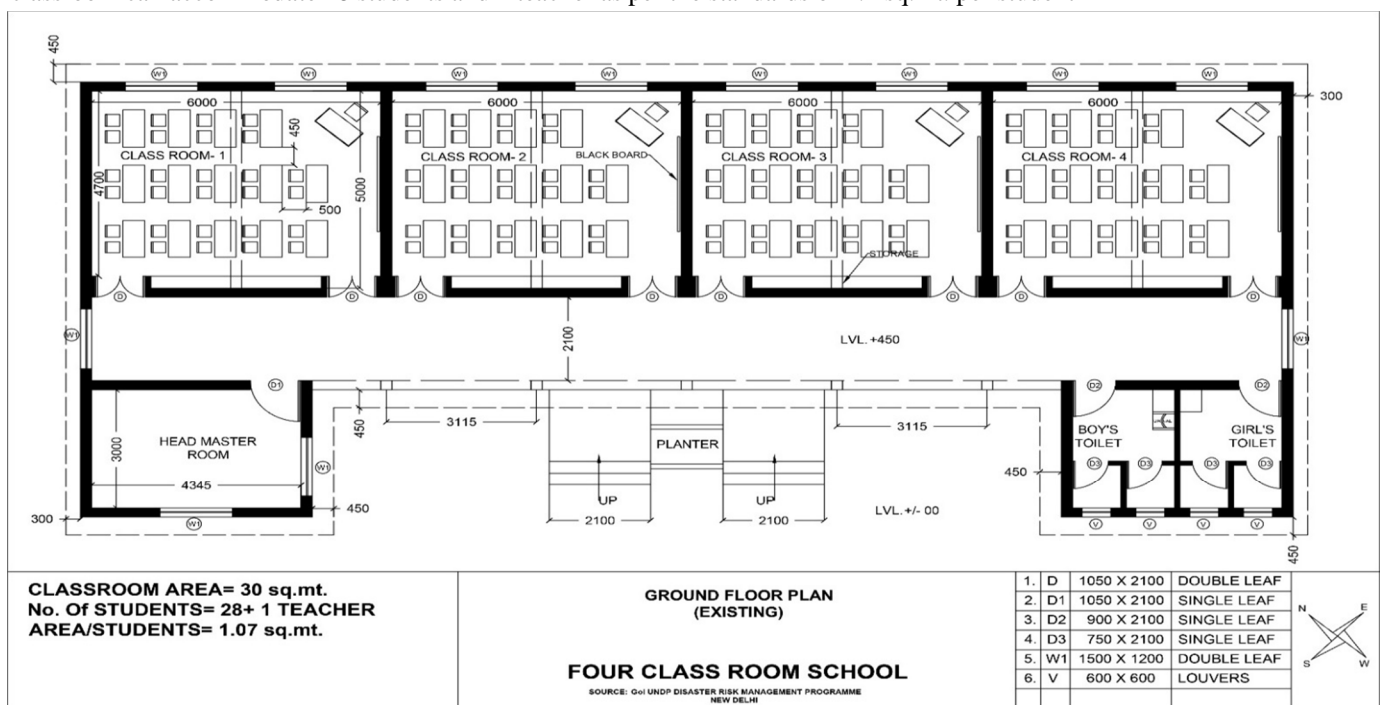 450
W1 W1 W1 W1 W1 W1 W1 W1
6000 6000 6000 6000
300
450
CLASS ROOM- 1
CLASS ROOM- 2
BLACK BOARD
CLASS ROOM- 3
CLASS ROOM- 4
4700
5000
500
STORAGE
D D D D D D D D
W1
2100
LVL. +450
W1
D1
D2
D2
450
3115
3115
HEAD MASTER
ROOM
3000
4345
W1
PLANTER
BOY'S
TOILET
GIRL'S
TOILET
D3 D3 D3 D3
450
UP
UP
2100
2100
LVL.+/- 00
300
W1
450
V V V V
450
CLASSROOM AREA= 30 sq.mt.
No. Of STUDENTS= 28+ 1 TEACHER
AREA/STUDENTS= 1.07 sq.mt.
GROUND FLOOR PLAN
(EXISTING)
FOUR CLASS ROOM SCHOOL
SOURCE: GoI UNDP DISASTER RISK MANAGEMENT PROGRAMME
NEW DELHI
1. D 1050 X 2100 DOUBLE LEAF
2. D1 1050 X 2100 SINGLE LEAF
3. D2 900 X 2100 SINGLE LEAF
4. D3 750 X 2100 SINGLE LEAF
5. W1 1500 X 1200 DOUBLE LEAF
6. V 600 X 600 LOUVERS
N E
S W